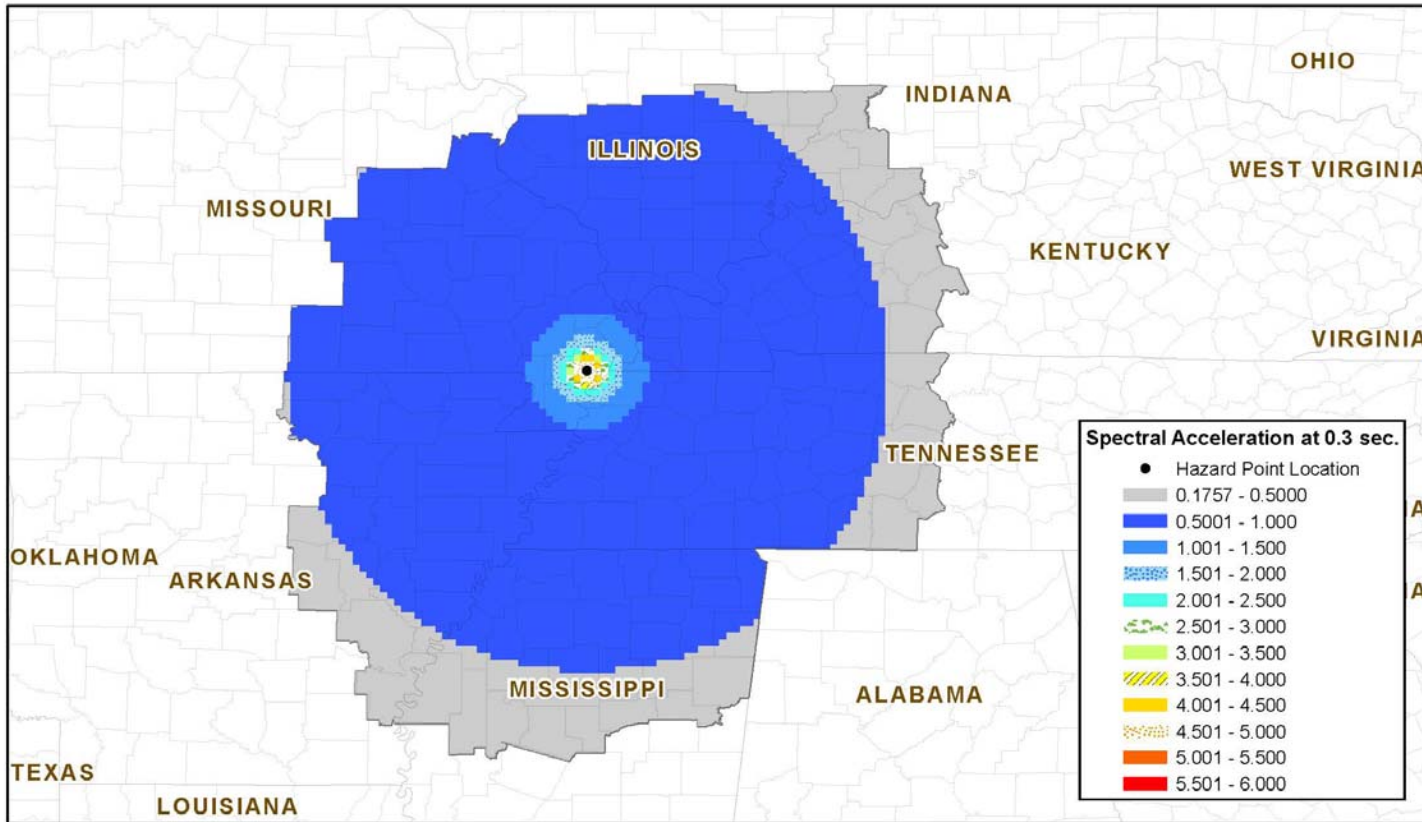 OHIO
INDIANA
ILLINOIS
WEST VIRGINIA
MISSOURI
KENTUCKY
VIRGINIA
TENNESSEE
OKLAHOMA
ARKANSAS
MISSISSIPPI
ALABAMA
TEXAS
LOUISIANA
Spectral Acceleration at 0.3 sec.
Hazard Point Location
0.1757 - 0.5000
0.5001 - 1.000
1.001 - 1.500
1.501 - 2.000
2.001 - 2.500
2.501 - 3.000
3.001 - 3.500
3.501 - 4.000
4.001 - 4.500
4.501 - 5.000
5.001 - 5.500
5.501 - 6.000